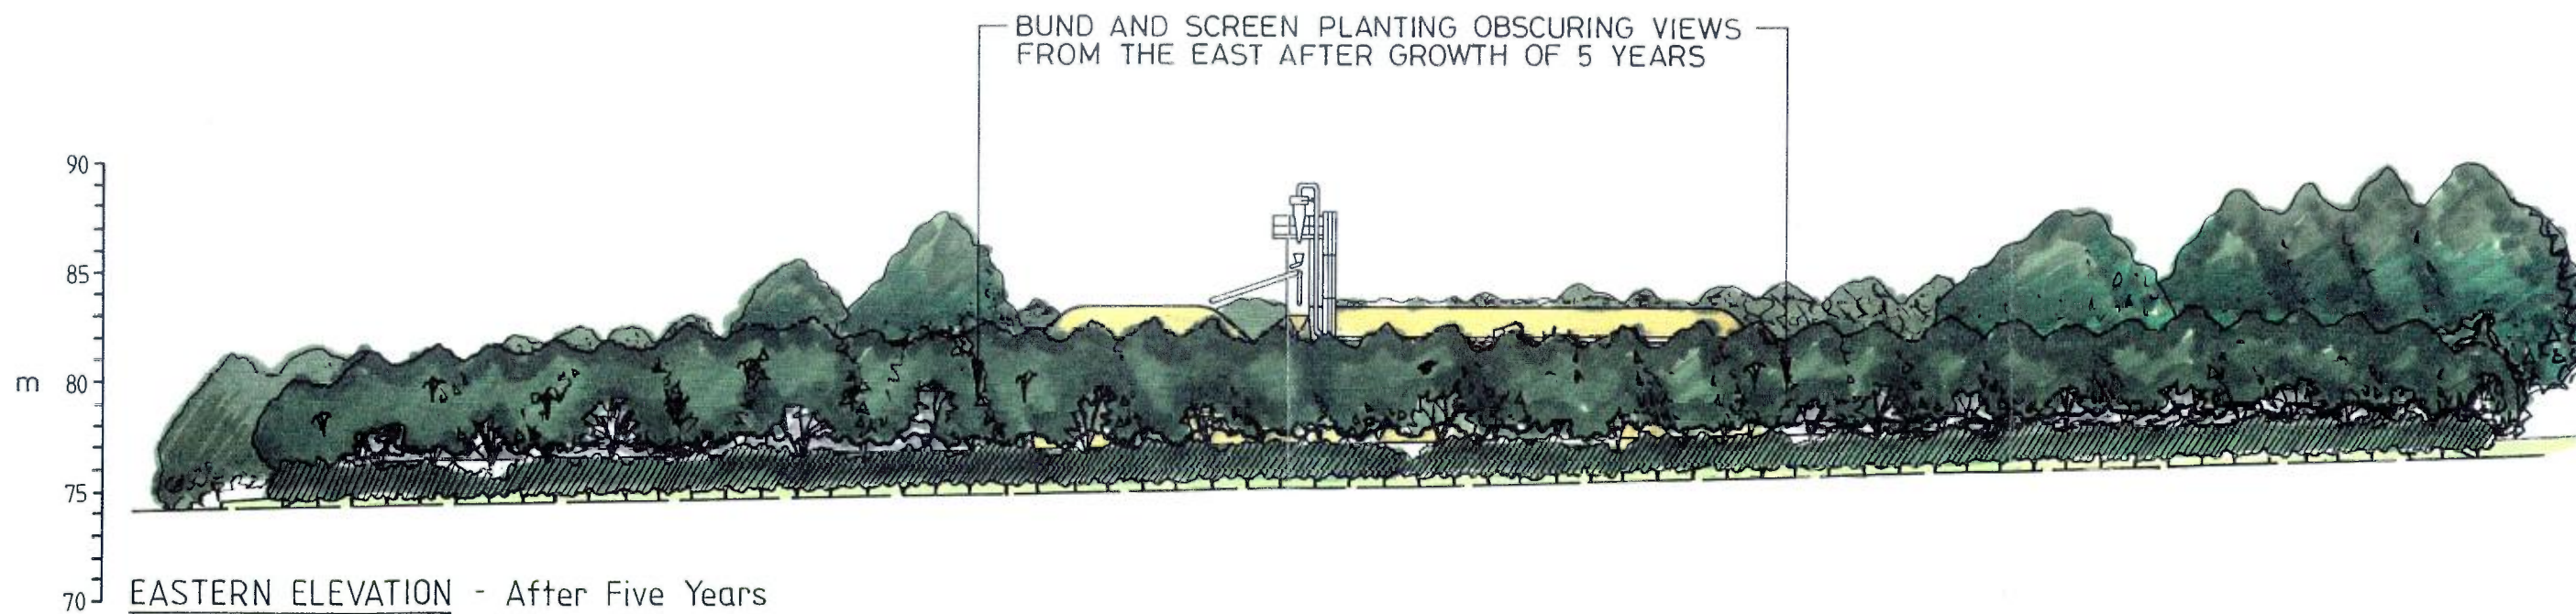 BUND AND SCREEN PLANTING OBSCURING VIEWS
FROM THE EAST AFTER GROWTH OF 5 YEARS
90
85
m 80
75
70
EASTERN ELEVATION - After Five Years